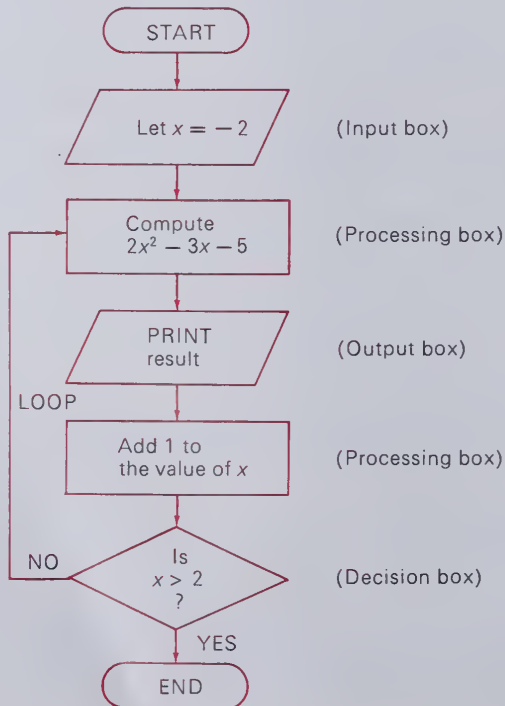 START
Let x = −2 (Input box)
Compute
2x² − 3x − 5 (Processing box)
PRINT
result (Output box)
LOOP
Add 1 to
the value of x (Processing box)
Is
NO x > 2 (Decision box)
?
YES
END